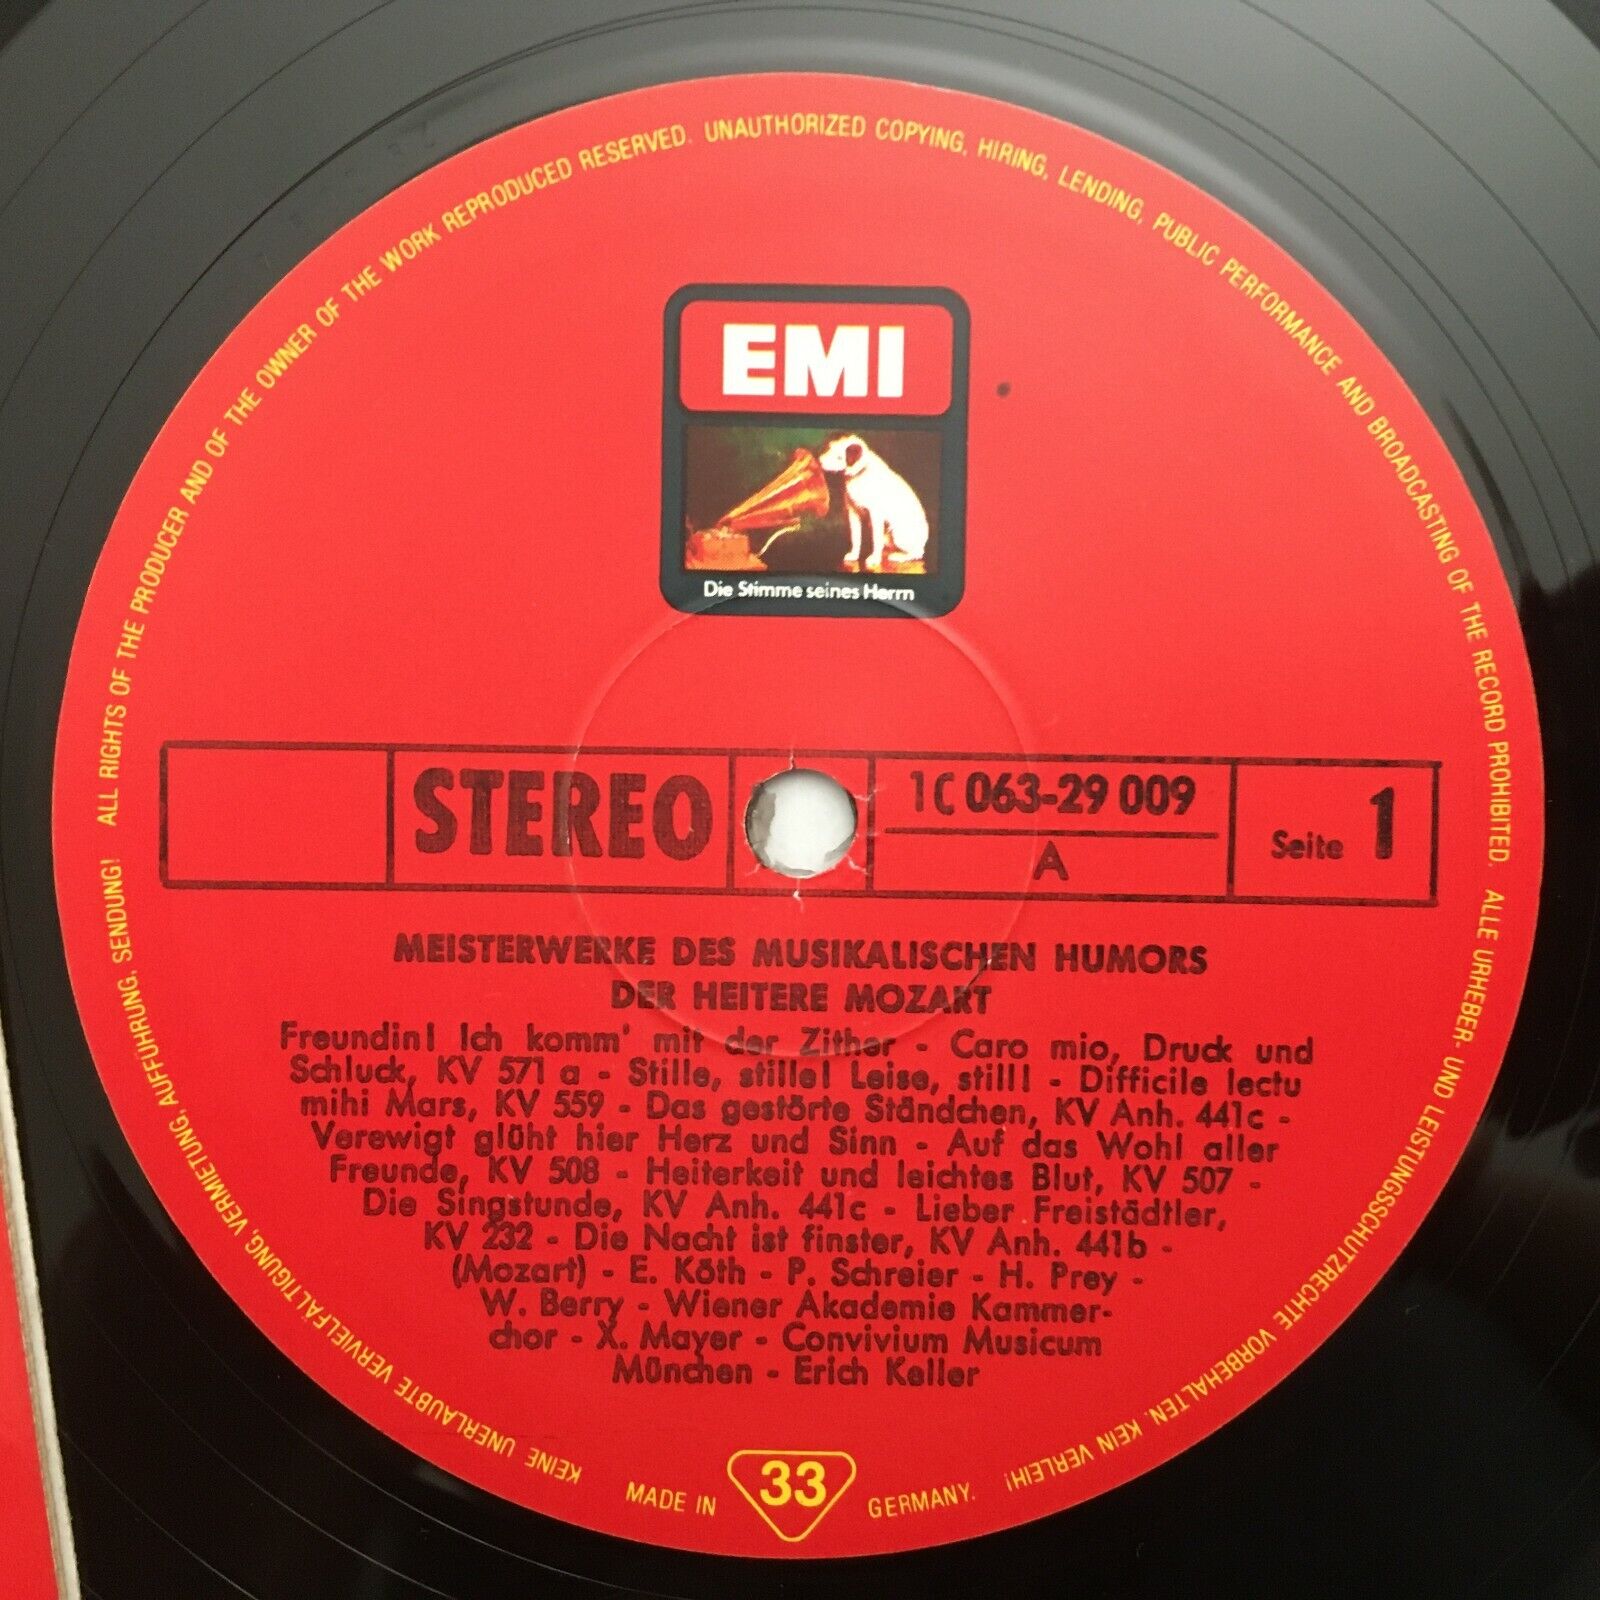 ALL RIGHTS OF THE PRODUCER AND OF THE OWNER OF THE WORK REPRODUCED RESERVED. UNAUTHORIZED COPYING, HIRING, LENDING, PUBLIC PERFORMANCE AND BROADCASTING OF THE RECORD PROHIBITED.
EMI
Die Stimme seines Herrn
STEREO
1C 063-29 009
A
Seite 1
MEISTERWERKE DES MUSIKALISCHEN HUMORS
DER HEITERE MOZART
Freundin! Ich komm' mit der Zither - Caro mio, Druck und
Schluck, KV 571 a - Stille, stille! Leise, still! - Difficile lectu
mihi Mars, KV 559 - Das gestörte Ständchen, KV Anh. 441c -
Verewigt glüht hier Herz und Sinn - Auf das Wohl aller
Freunde, KV 508 - Heiterkeit und leichtes Blut, KV 507 -
Die Singstunde, KV Anh. 441c - Lieber Freistädtler,
KV 232 - Die Nacht ist finster, KV Anh. 441b -
(Mozart) - E. Köth - P. Schreier - H. Prey -
W. Berry - Wiener Akademie Kammer-
chor - X. Mayer - Convivium Musicum
München - Erich Keller
ALLE URHEBER- UND LEISTUNGSSCHUTZRECHTE VORBEHALTEN. KEIN VERLEIH! KEINE UNERLAUBTE VERVIELFÄLTIGUNG, VERMIETUNG, AUFFÜHRUNG, SENDUNG!
MADE IN 33 GERMANY.